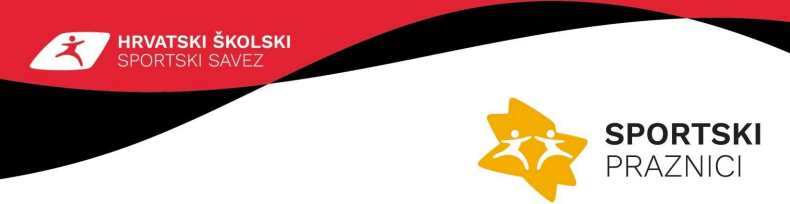 HRVATSKI ŠKOLSKI
SPORTSKI SAVEZ
SPORTSKI
PRAZNICI